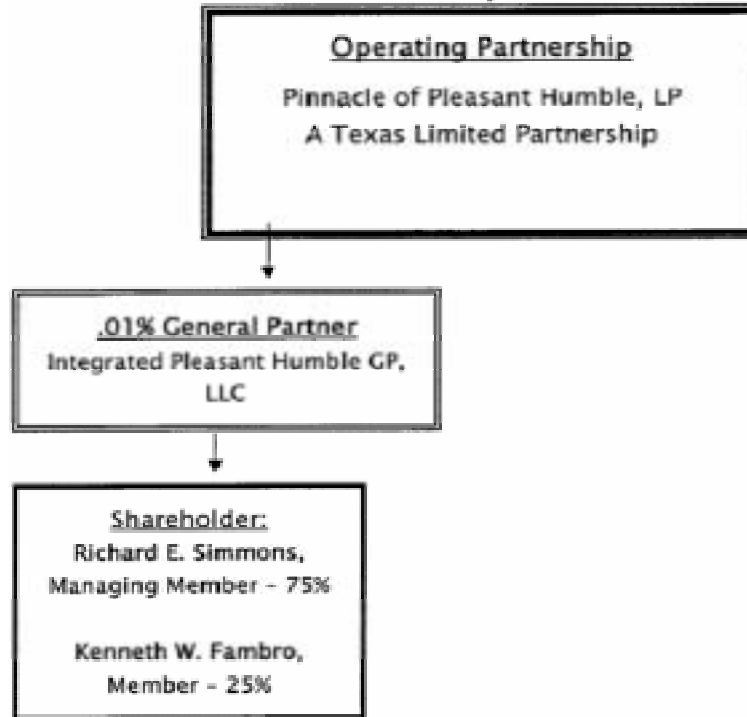 Operating Partnership
Pinnacle of Pleasant Humble, LP
A Texas Limited Partnership
.01% General Partner
Integrated Pleasant Humble GP,
LLC
Shareholder:
Richard E. Simmons,
Managing Member – 75%
Kenneth W. Fambro,
Member – 25%